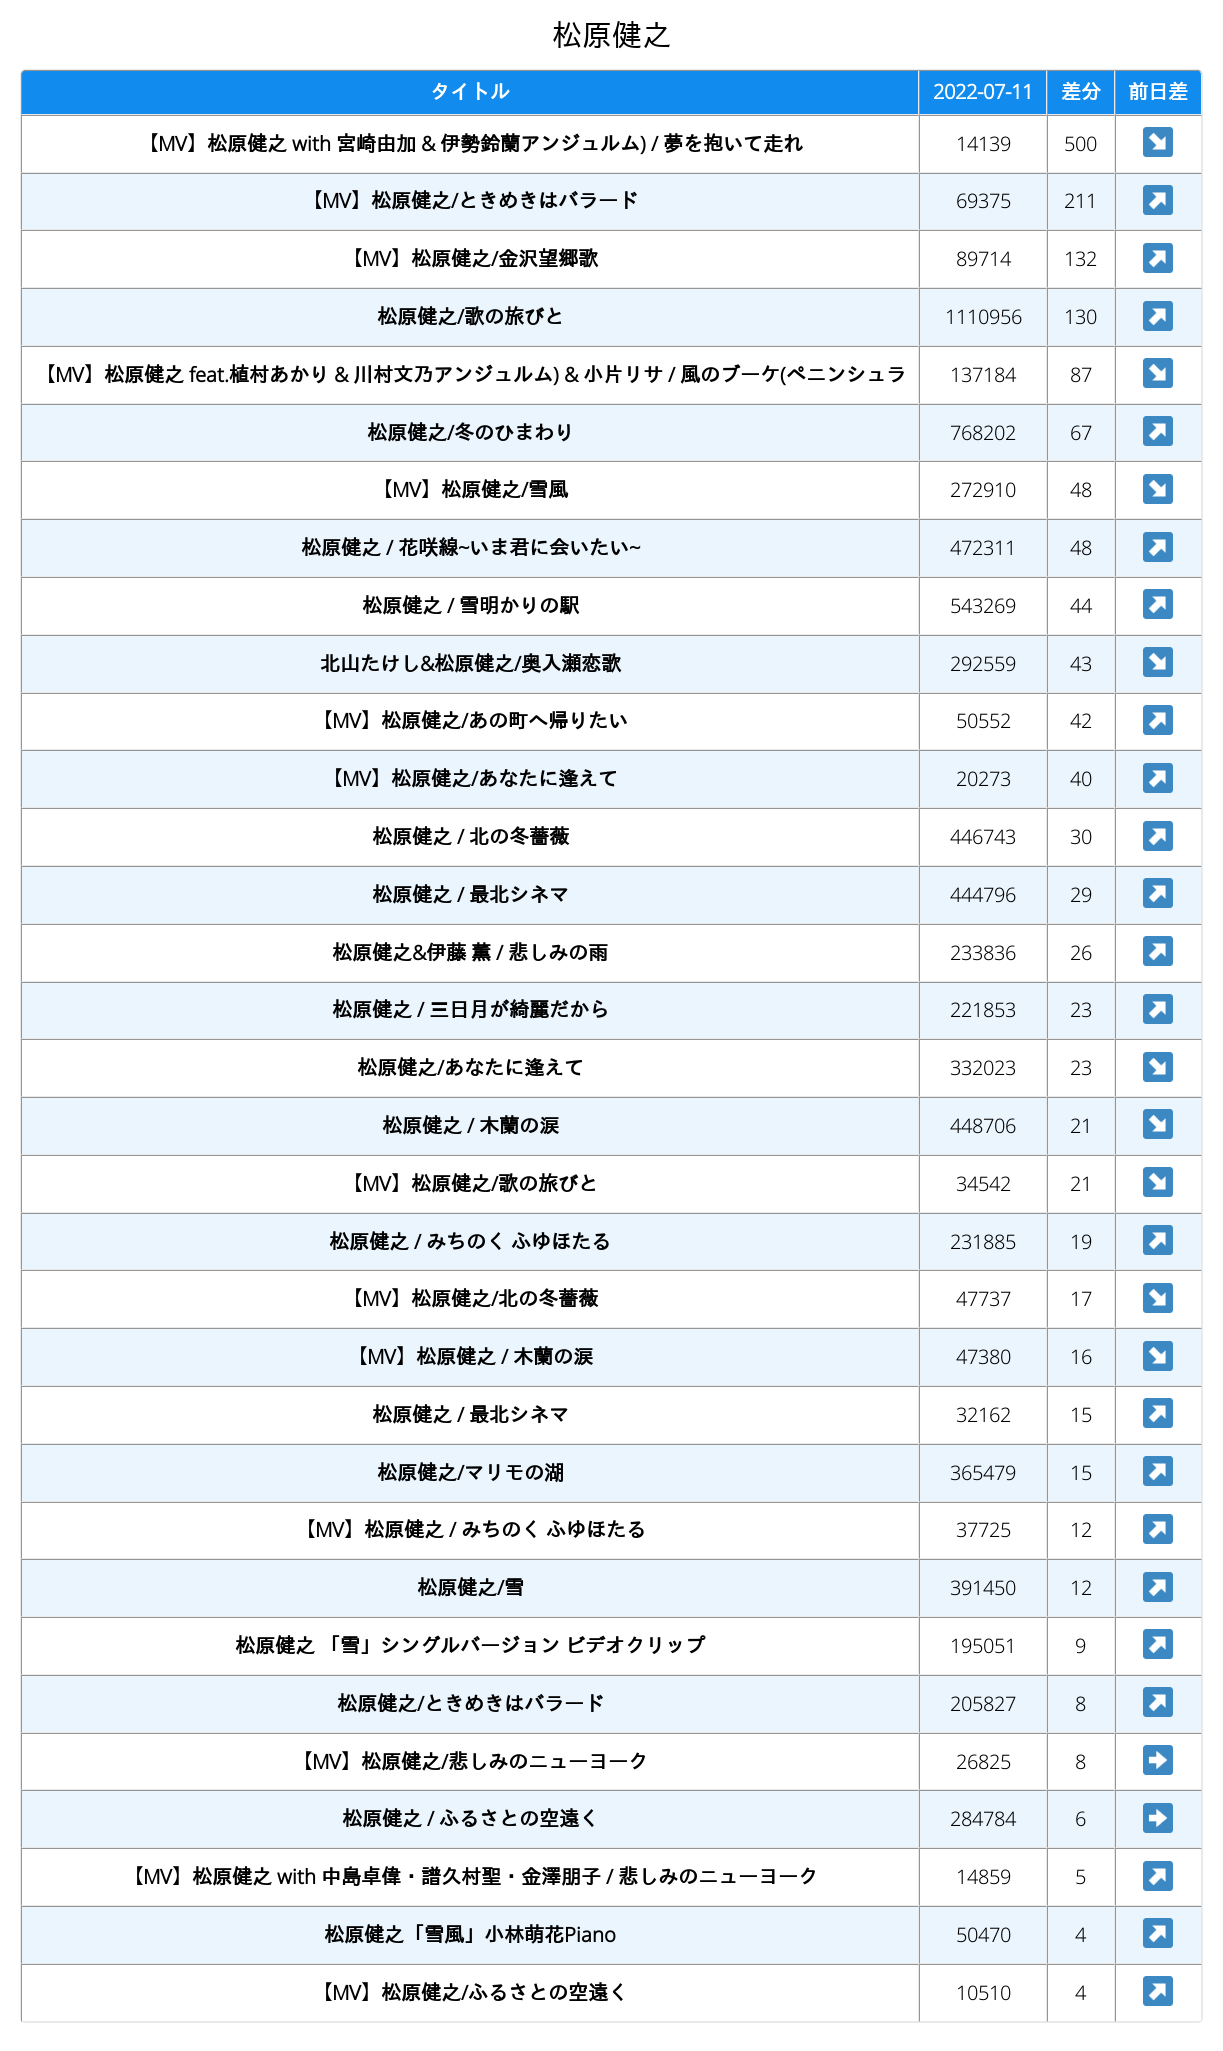 松原健之
タイトル 2022-07-11 差分 前日差
【MV】松原健之 with 宮崎由加 & 伊勢鈴蘭アンジュルム) / 夢を抱いて走れ 14139 500
【MV】松原健之/ときめきはバラード 69375 211
【MV】松原健之/金沢望郷歌 89714 132
松原健之/歌の旅びと 1110956 130
【MV】松原健之 feat.植村あかり & 川村文乃アンジュルム) & 小片リサ / 風のブーケ(ペニンシュラ 137184 87
松原健之/冬のひまわり 768202 67
【MV】松原健之/雪風 272910 48
松原健之 / 花咲線~いま君に会いたい~ 472311 48
松原健之 / 雪明かりの駅 543269 44
北山たけし&松原健之/奥入瀬恋歌 292559 43
【MV】松原健之/あの町へ帰りたい 50552 42
【MV】松原健之/あなたに逢えて 20273 40
松原健之 / 北の冬薔薇 446743 30
松原健之 / 最北シネマ 444796 29
松原健之&伊藤 薫 / 悲しみの雨 233836 26
松原健之 / 三日月が綺麗だから 221853 23
松原健之/あなたに逢えて 332023 23
松原健之 / 木蘭の涙 448706 21
【MV】松原健之/歌の旅びと 34542 21
松原健之 / みちのく ふゆほたる 231885 19
【MV】松原健之/北の冬薔薇 47737 17
【MV】松原健之 / 木蘭の涙 47380 16
松原健之 / 最北シネマ 32162 15
松原健之/マリモの湖 365479 15
【MV】松原健之 / みちのく ふゆほたる 37725 12
松原健之/雪 391450 12
松原健之 「雪」シングルバージョン ビデオクリップ 195051 9
松原健之/ときめきはバラード 205827 8
【MV】松原健之/悲しみのニューヨーク 26825 8
松原健之 / ふるさとの空遠く 284784 6
【MV】松原健之 with 中島卓偉・譜久村聖・金澤朋子 / 悲しみのニューヨーク 14859 5
松原健之「雪風」小林萌花Piano 50470 4
【MV】松原健之/ふるさとの空遠く 10510 4